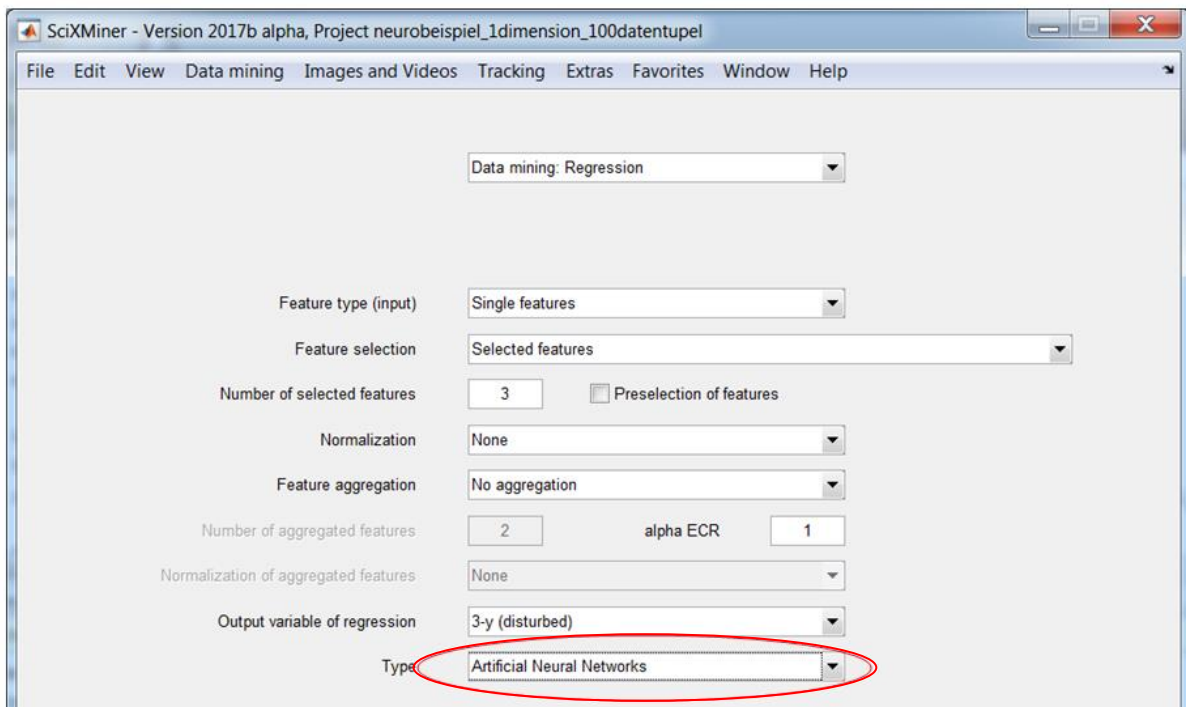 SciXMiner - Version 2017b alpha, Project neurobeispiel_1dimension_100datentupel
File Edit View Data mining Images and Videos Tracking Extras Favorites Window Help
Data mining: Regression
Feature type (input) Single features
Feature selection Selected features
Number of selected features 3 Preselection of features
Normalization None
Feature aggregation No aggregation
Number of aggregated features 2 alpha ECR 1
Normalization of aggregated features None
Output variable of regression 3-y (disturbed)
Type Artificial Neural Networks